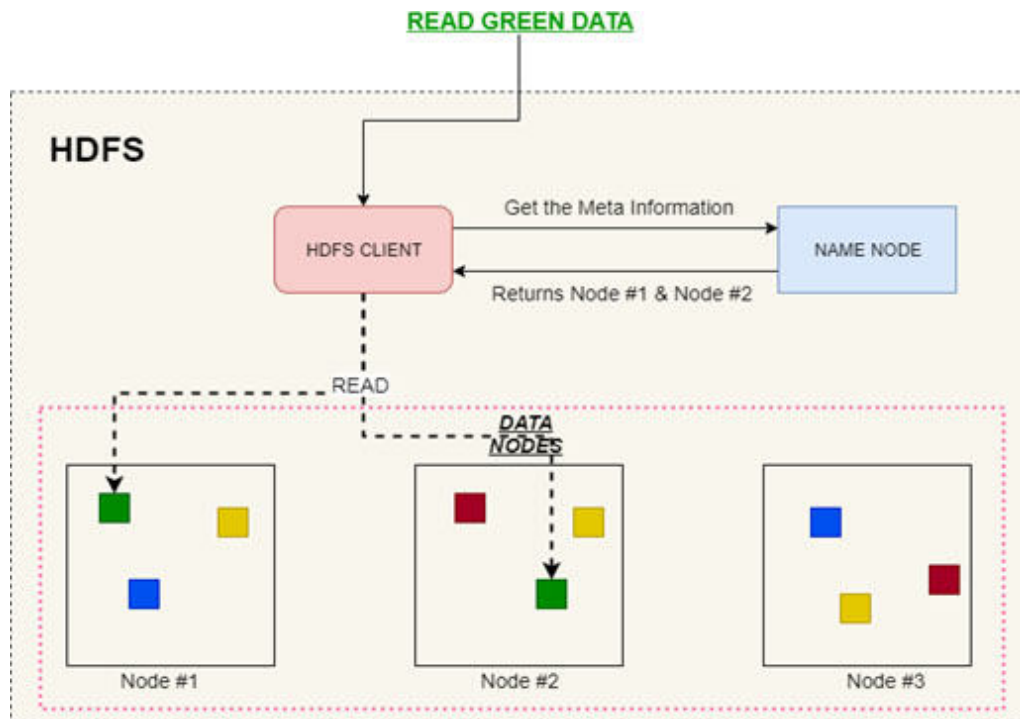 READ GREEN DATA
HDFS
Get the Meta Information
HDFS CLIENT
NAME NODE
Returns Node #1 & Node #2
READ
DATA
NODES
Node #1
Node #2
Node #3